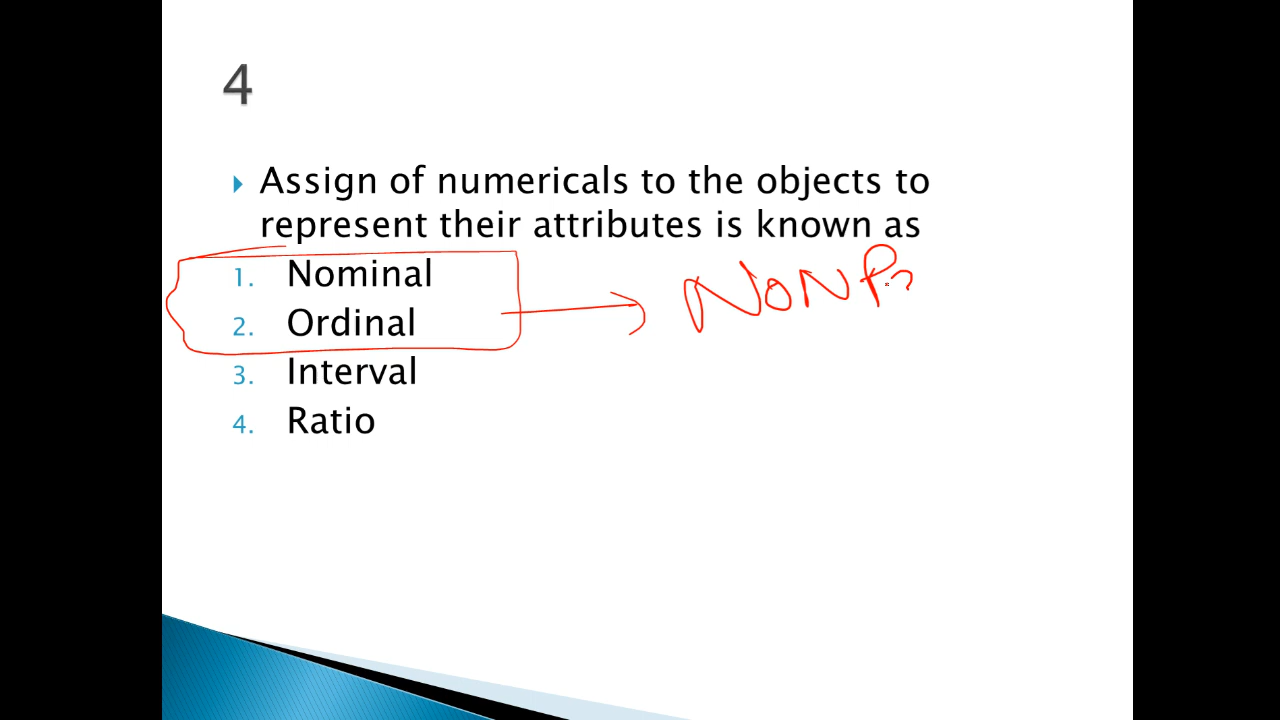 4
Assign of numericals to the objects to
represent their attributes is known as
1. Nominal
2. Ordinal
3. Interval
4. Ratio
NON